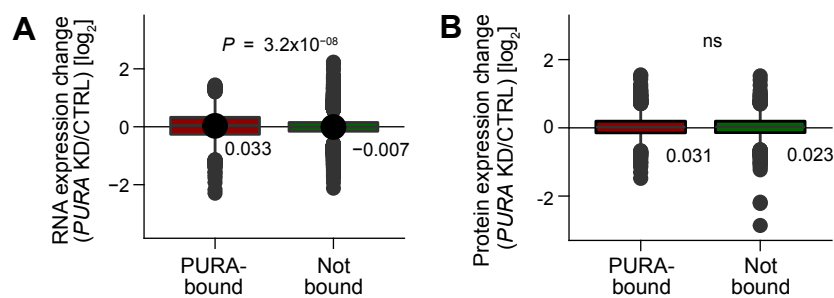 A
RNA expression change
(PURA KD/CTRL) [log₂]
2
0
−2
P = 3.2x10⁻⁰⁸
0.033
−0.007
PURA-
bound
Not
bound
B
Protein expression change
(PURA KD/CTRL) [log₂]
2
0
-2
ns
0.031
0.023
PURA-
bound
Not
bound